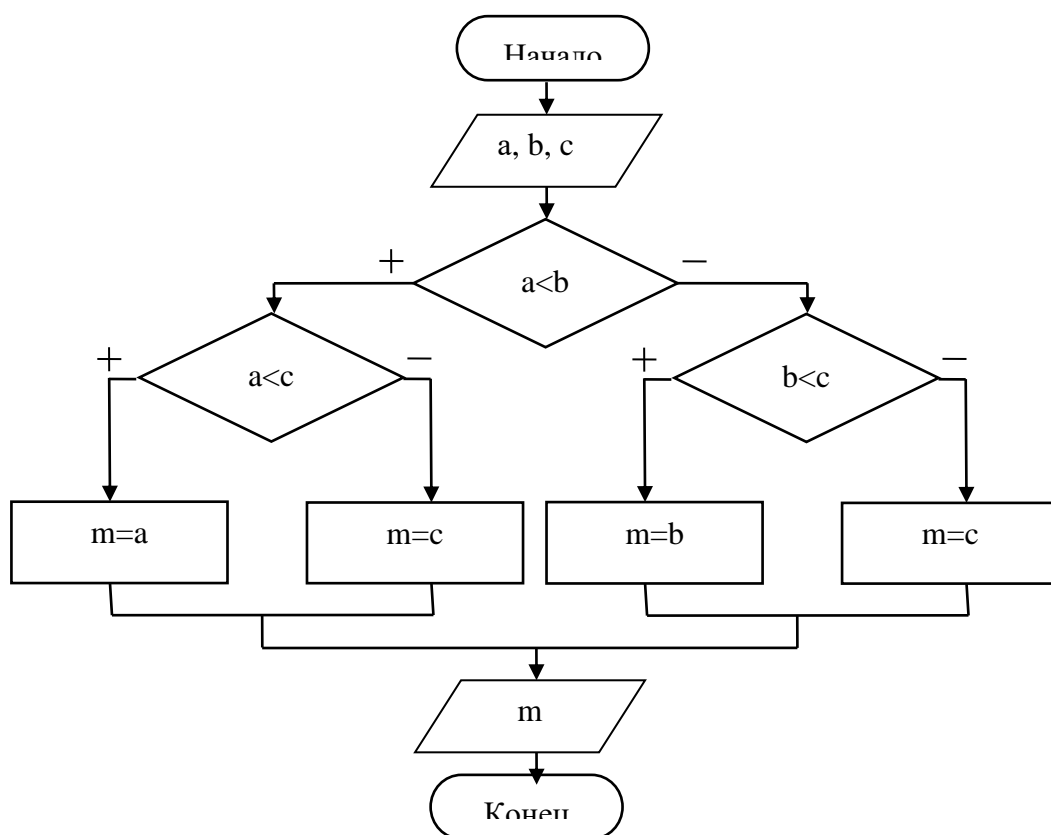 Начало
a, b, c
+
−
a<b
+
−
+
−
a<c
b<c
m=a
m=c
m=b
m=c
m
Конец